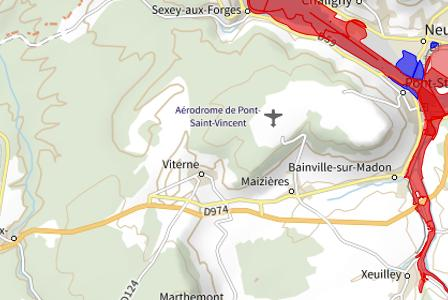 Chaligny
Sexey-aux-Forges
Neu
Pont-St
Aérodrome de Pont-
Saint-Vincent
Viterne
Bainville-sur-Madon
Maizières
D974
x-
Xeuilley
D124
Marthemont